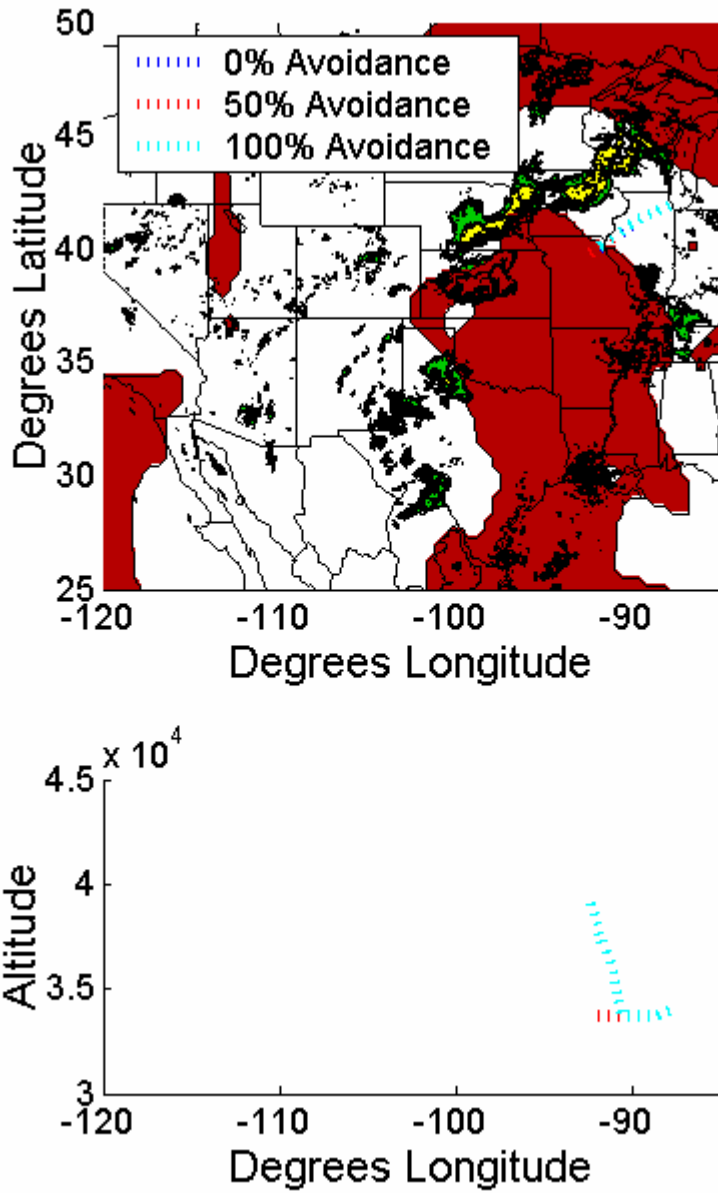 50
45
40
35
30
25
Degrees Latitude
0% Avoidance
50% Avoidance
100% Avoidance
-120 -110 -100 -90
Degrees Longitude
x 10^4
4.5
4
3.5
3
Altitude
-120 -110 -100 -90
Degrees Longitude